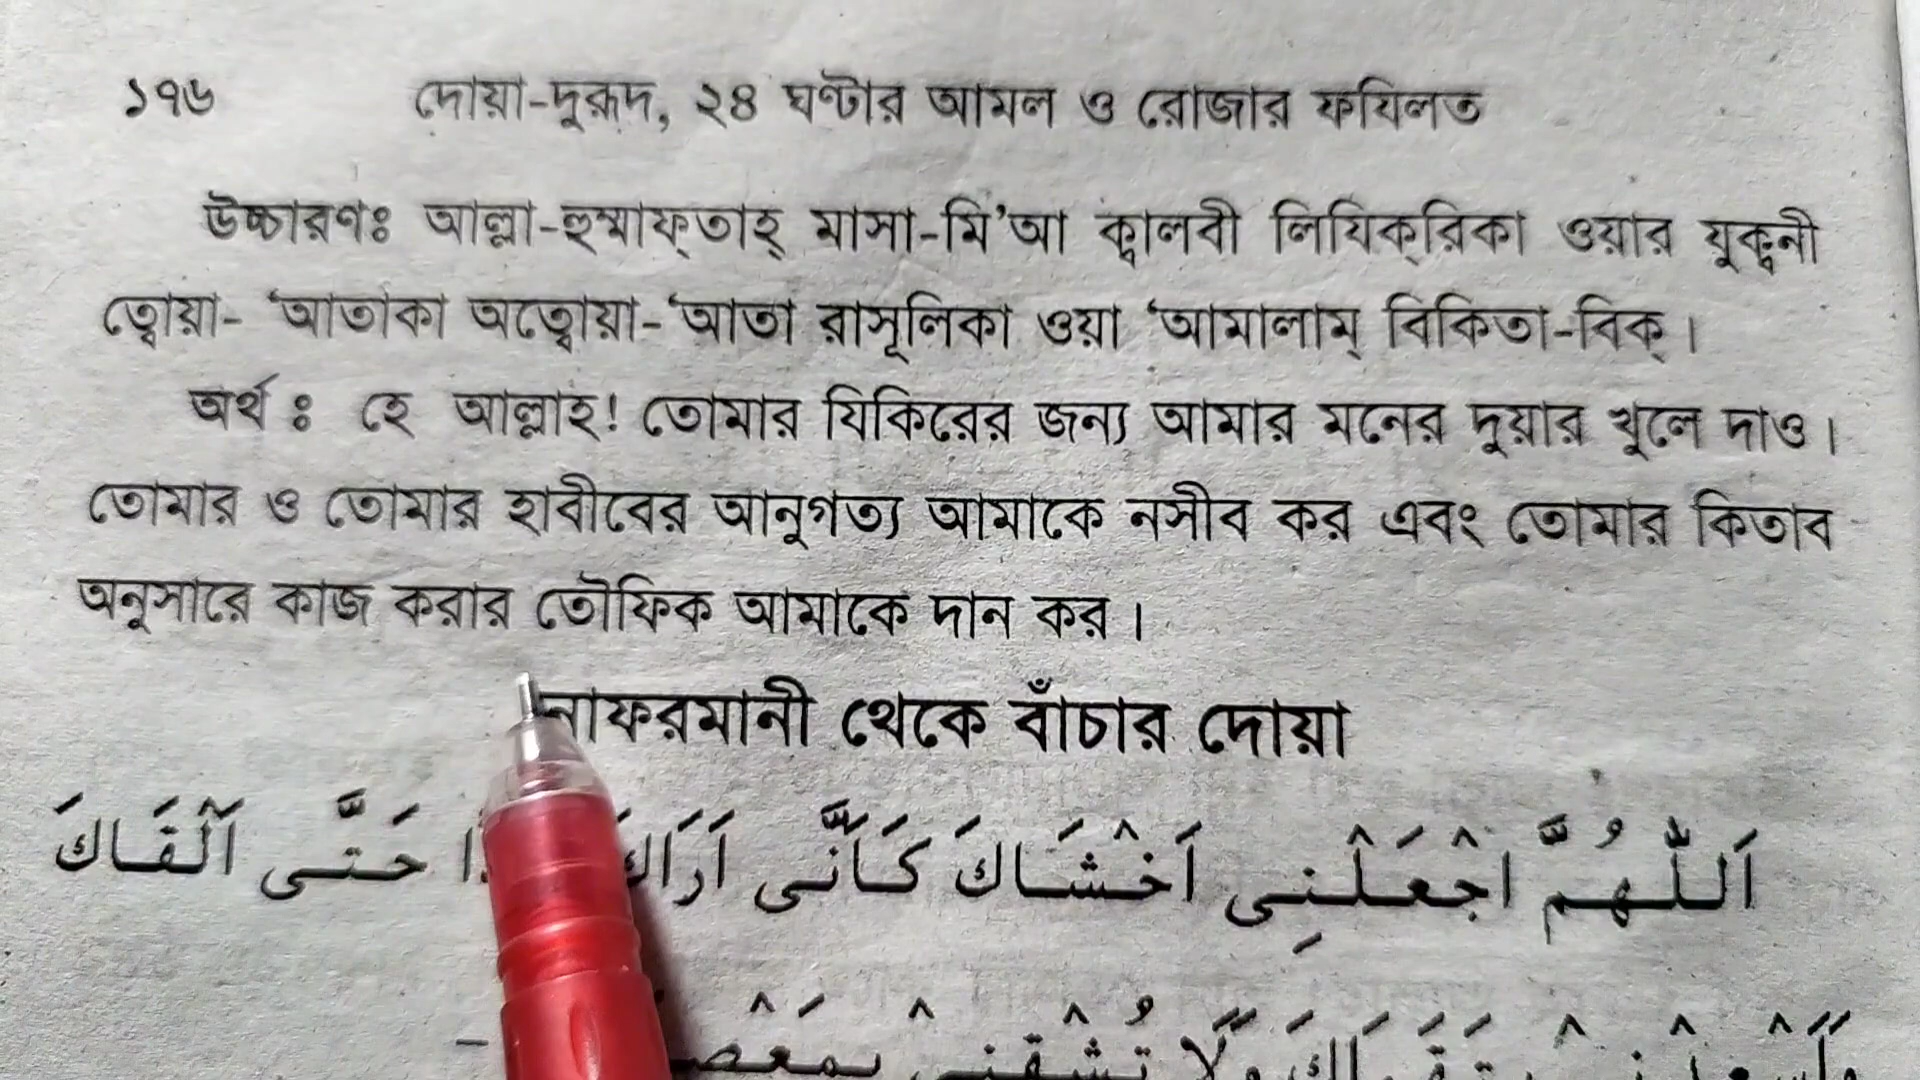 ১৭৬ দোয়া-দুরূদ, ২৪ ঘণ্টার আমল ও রোজার ফযিলত
উচ্চারণঃ আল্লা-হুম্মাফ্‌তাহ্ মাসা-মি’আ ক্বালবী লিযিক্‌রিকা ওয়ার যুক্বনী
ত্বোয়া- ‘আতাকা অত্বোয়া-‘আতা রাসূলিকা ওয়া ‘আমালাম্ বিকিতা-বিক্।
অর্থ ঃ হে আল্লাহ! তোমার যিকিরের জন্য আমার মনের দুয়ার খুলে দাও।
তোমার ও তোমার হাবীবের আনুগত্য আমাকে নসীব কর এবং তোমার কিতাব
অনুসারে কাজ করার তৌফিক আমাকে দান কর।
নাফরমানী থেকে বাঁচার দোয়া
اَللّٰهُمَّ اجْعَلْنِى اَخْشَاكَ كَاَنِّى اَرَاكَ حَتَّى اَلْقَاكَ
وَلَا تُشْقِنِى